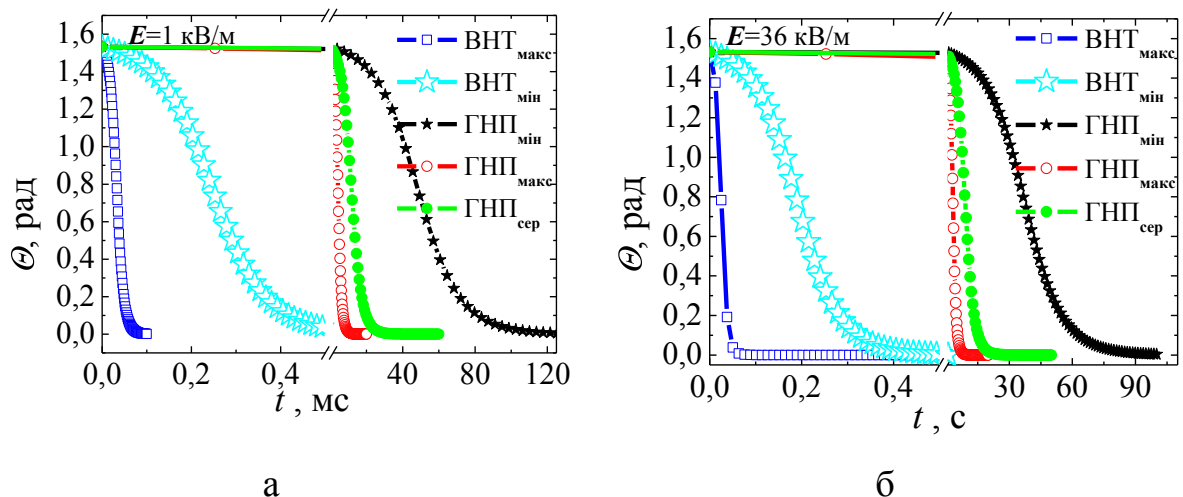 E=1 кВ/м
ВНТмакс
ВНТмін
ГНПмін
ГНПмакс
ГНПсер
Θ, рад
1,6
1,4
1,2
1,0
0,8
0,6
0,4
0,2
0,0
0,0 0,2 0,4 40 80 120
t , мс
а
E=36 кВ/м
ВНТмакс
ВНТмін
ГНПмін
ГНПмакс
ГНПсер
Θ, рад
1,6
1,4
1,2
1,0
0,8
0,6
0,4
0,2
0,0
0,0 0,2 0,4 30 60 90
t , с
б